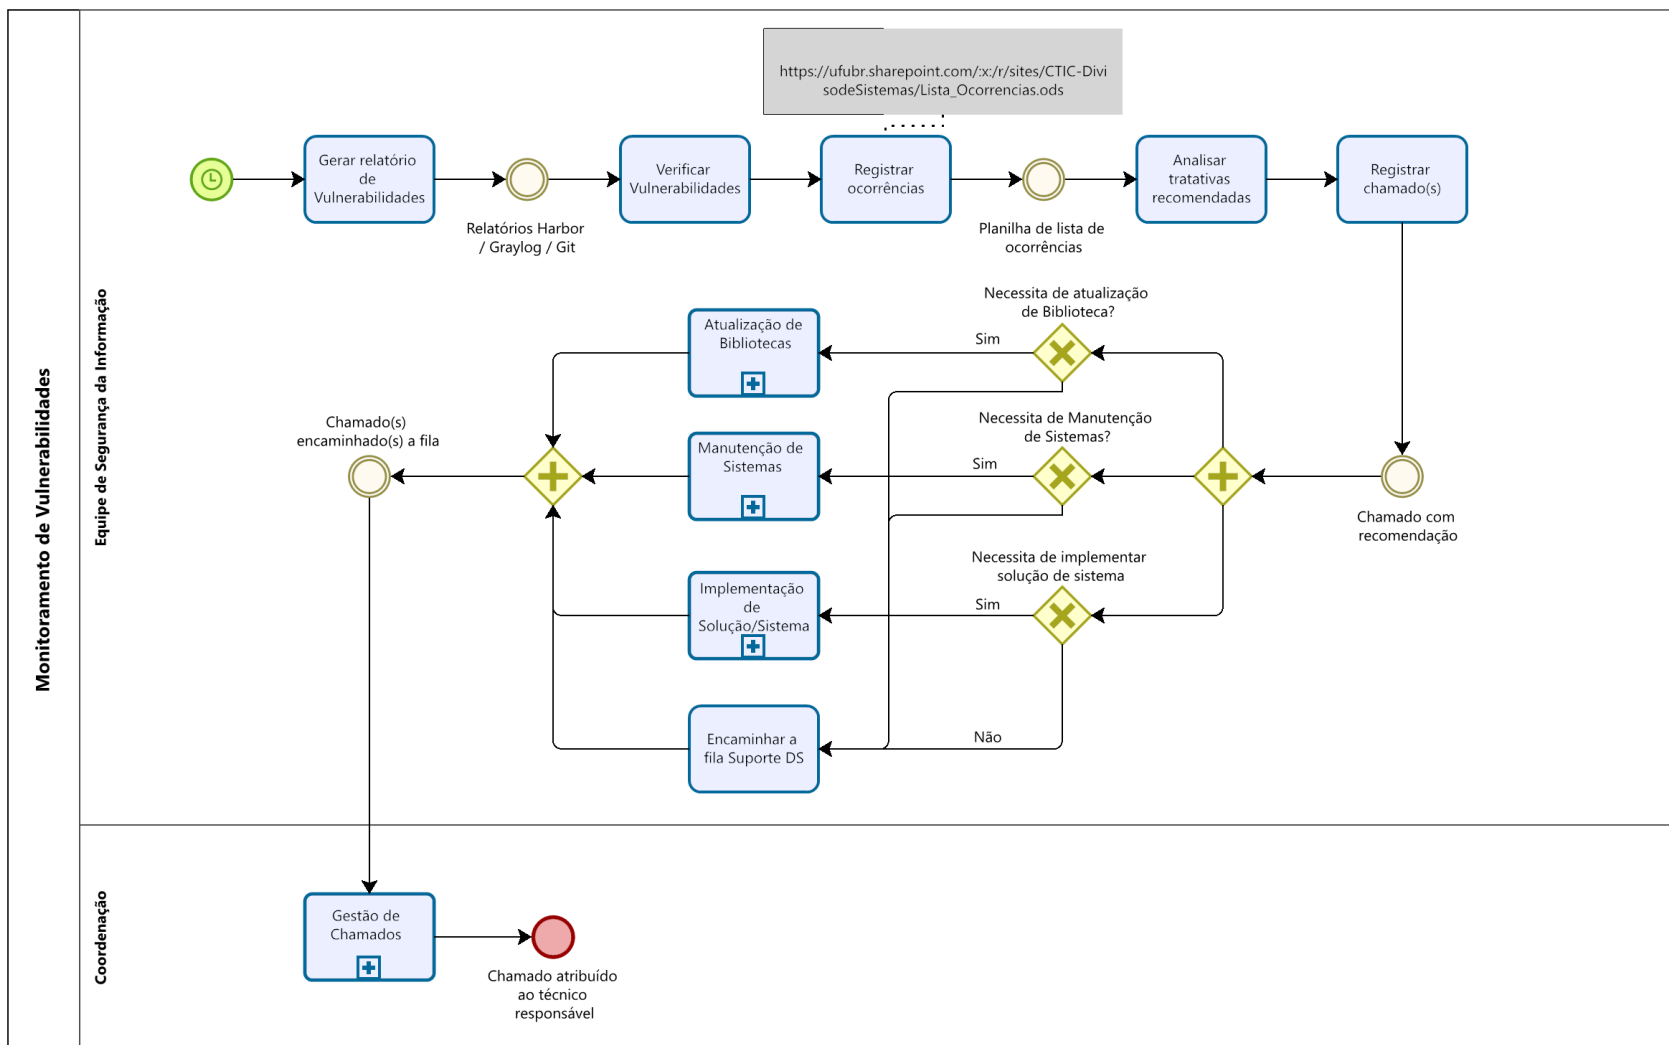 Monitoramento de Vulnerabilidades
Equipe de Segurança da Informação
https://ufubr.sharepoint.com/:x:/r/sites/CTIC-Divi
sodeSistemas/Lista_Ocorrencias.ods
Gerar relatório
de
Vulnerabilidades
Relatórios Harbor
/ Graylog / Git
Verificar
Vulnerabilidades
Registrar
ocorrências
Planilha de lista de
ocorrências
Analisar
tratativas
recomendadas
Registrar
chamado(s)
Chamado com
recomendação
Necessita de atualização
de Biblioteca?
Sim
Atualização de
Bibliotecas
Necessita de Manutenção
de Sistemas?
Sim
Manutenção de
Sistemas
Necessita de implementar
solução de sistema
Sim
Implementação
de
Solução/Sistema
Não
Encaminhar a
fila Suporte DS
Chamado(s)
encaminhado(s) a fila
Coordenação
Gestão de
Chamados
Chamado atribuído
ao técnico
responsável